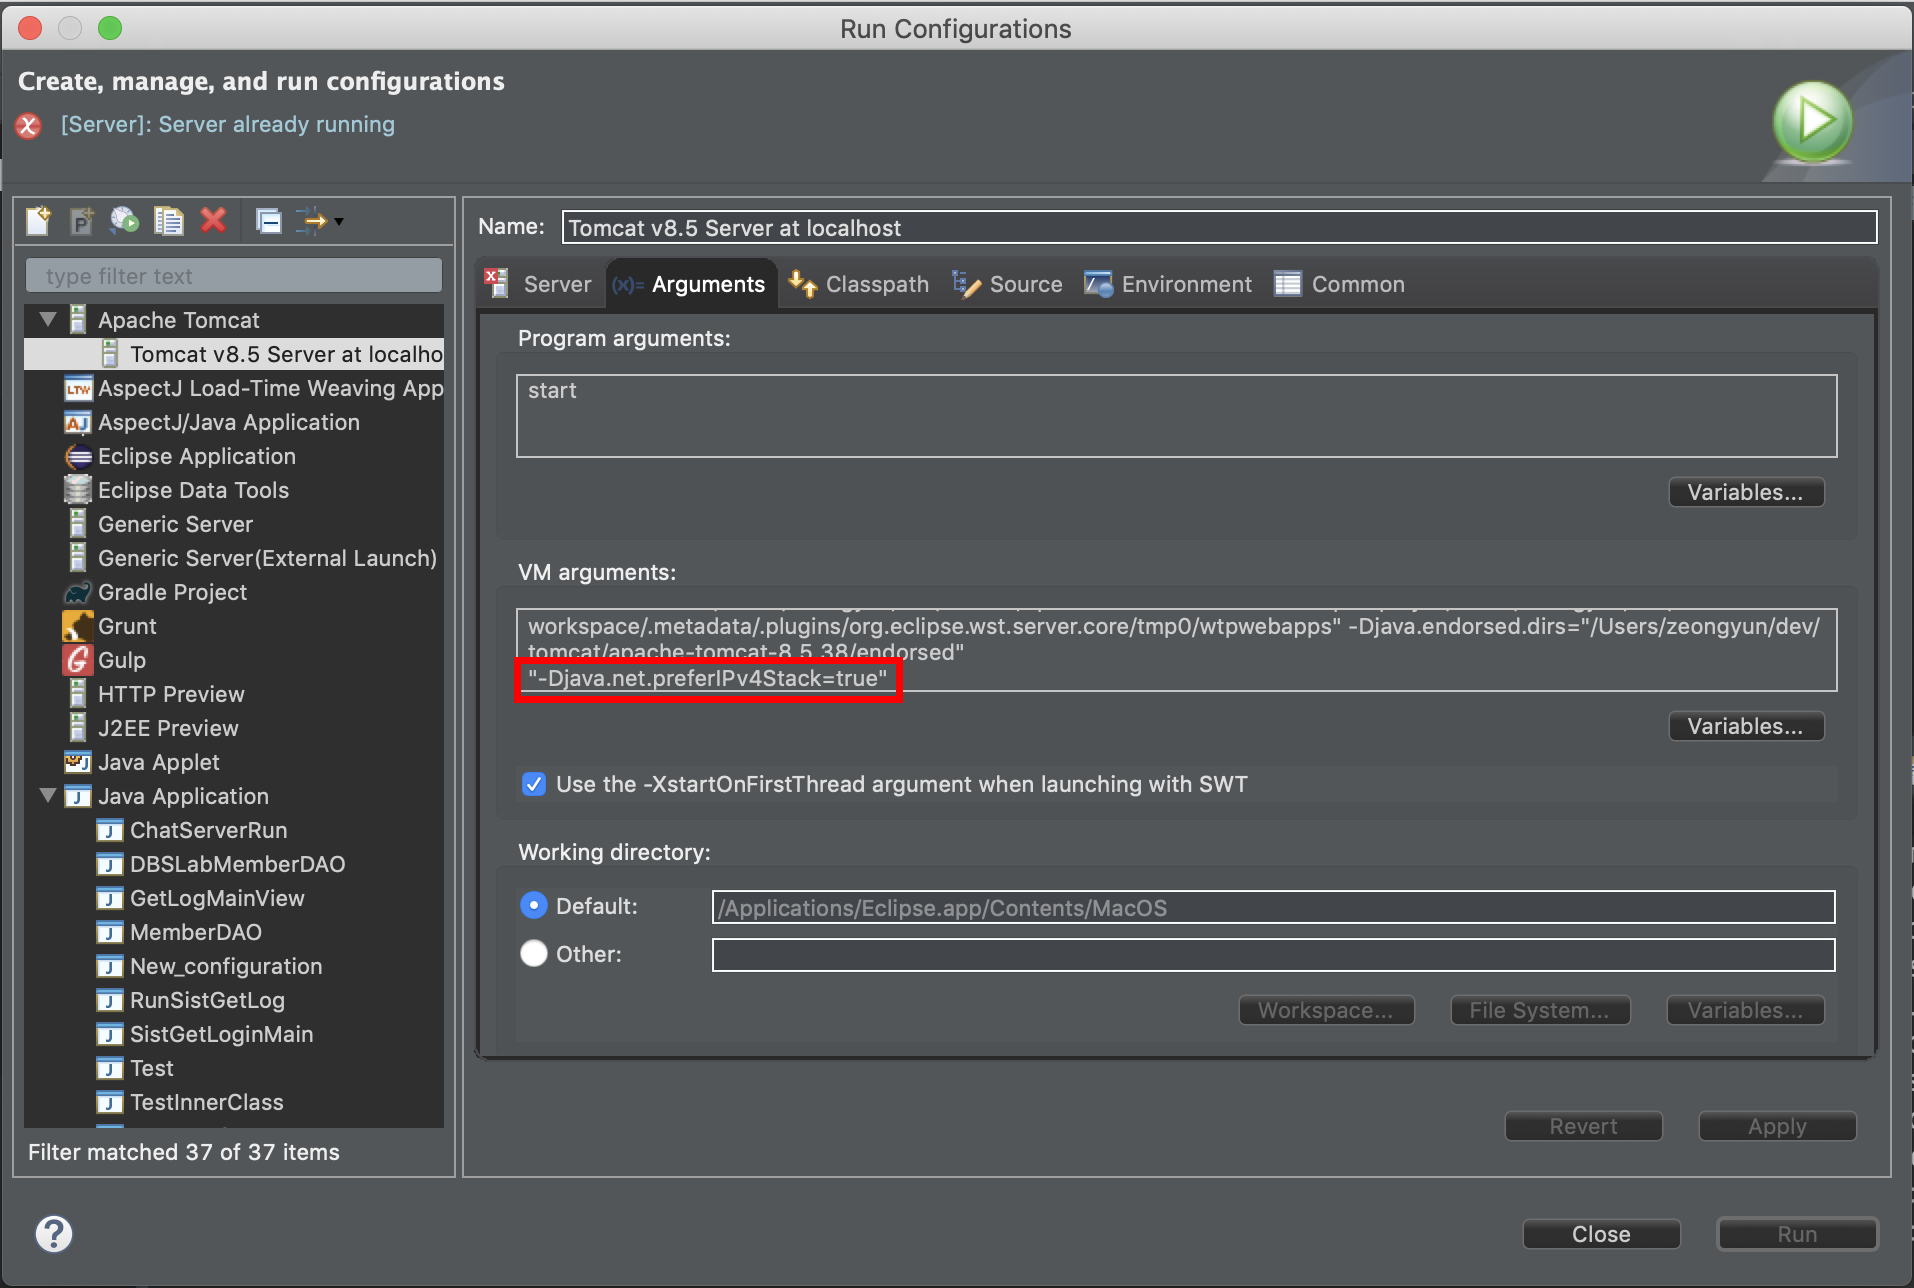 Run Configurations
Create, manage, and run configurations
[Server]: Server already running
type filter text
Apache Tomcat
Tomcat v8.5 Server at localho
AspectJ Load-Time Weaving App
AspectJ/Java Application
Eclipse Application
Eclipse Data Tools
Generic Server
Generic Server(External Launch)
Gradle Project
Grunt
Gulp
HTTP Preview
J2EE Preview
Java Applet
Java Application
ChatServerRun
DBSLabMemberDAO
GetLogMainView
MemberDAO
New_configuration
RunSistGetLog
SistGetLoginMain
Test
TestInnerClass
Filter matched 37 of 37 items
Name: Tomcat v8.5 Server at localhost
Server (x)= Arguments Classpath Source Environment Common
Program arguments:
start
Variables...
VM arguments:
workspace/.metadata/.plugins/org.eclipse.wst.server.core/tmp0/wtpwebapps" -Djava.endorsed.dirs="/Users/zeongyun/dev/
tomcat/apache-tomcat-8.5.38/endorsed"
"-Djava.net.preferIPv4Stack=true"
Variables...
Use the -XstartOnFirstThread argument when launching with SWT
Working directory:
Default: /Applications/Eclipse.app/Contents/MacOS
Other:
Workspace... File System... Variables...
Revert Apply
Close Run